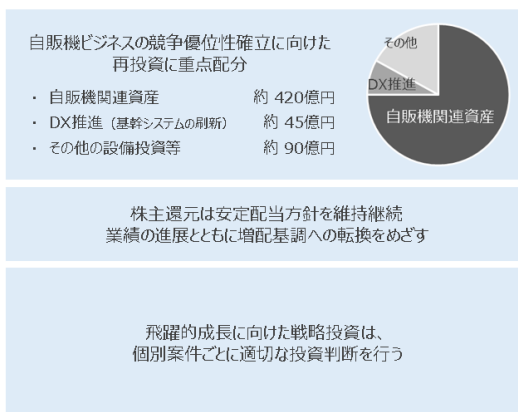 自販機ビジネスの競争優位性確立に向けた
再投資に重点配分
・ 自販機関連資産 約 420億円
・ DX推進（基幹システムの刷新） 約 45億円
・ その他の設備投資等 約 90億円
その他
DX推進
自販機関連資産
株主還元は安定配当方針を維持継続
業績の進展とともに増配基調への転換をめざす
飛躍的成長に向けた戦略投資は、
個別案件ごとに適切な投資判断を行う